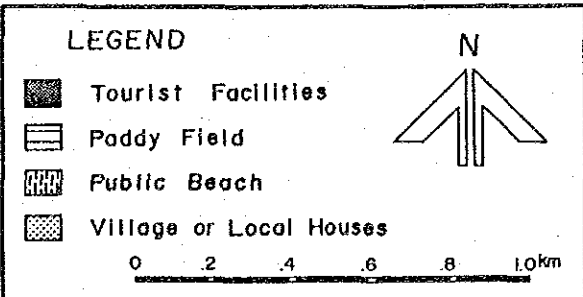 LEGEND
N
Tourist Facilities
Paddy Field
Public Beach
Village or Local Houses
0 .2 .4 .6 .8 1.0km